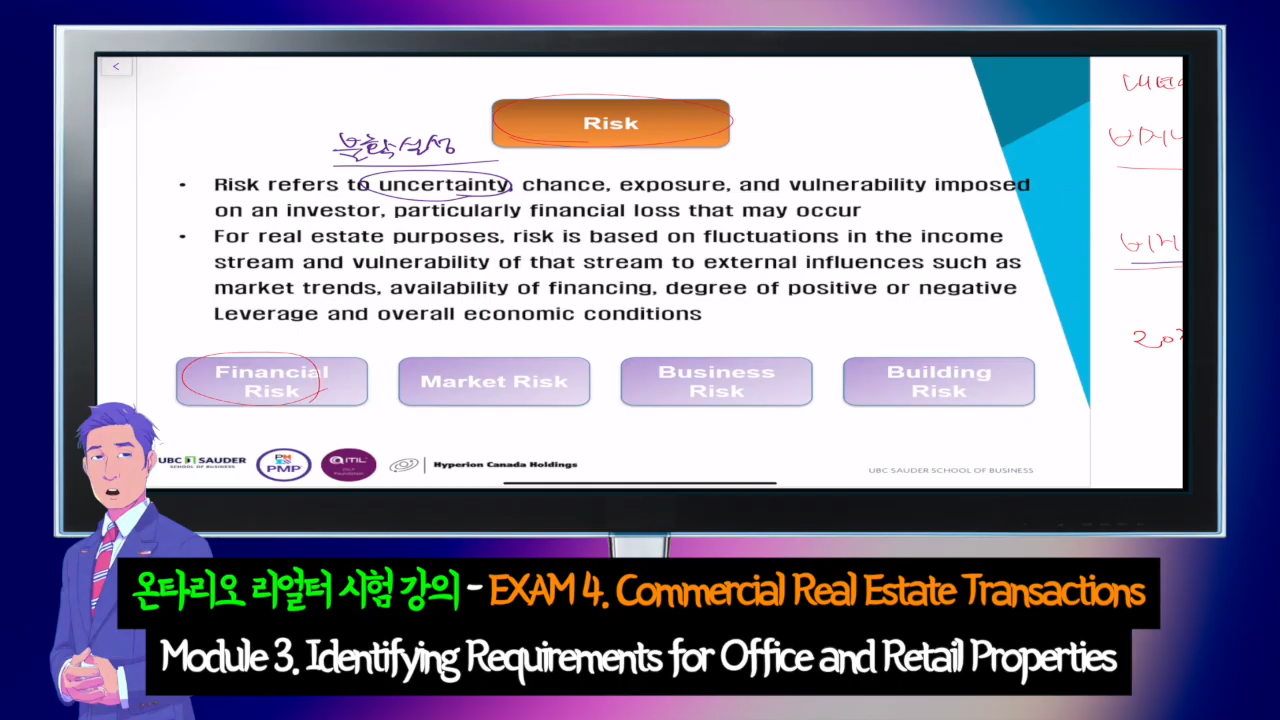 <
Risk
불확실성
• Risk refers to uncertainty, chance, exposure, and vulnerability imposed
on an investor, particularly financial loss that may occur
• For real estate purposes, risk is based on fluctuations in the income
stream and vulnerability of that stream to external influences such as
market trends, availability of financing, degree of positive or negative
Leverage and overall economic conditions
Financial
Risk
Market Risk
Business
Risk
Building
Risk
UBC SAUDER
SCHOOL OF BUSINESS
PMP
ITIL
Hyperion Canada Holdings
UBC SAUDER SCHOOL OF BUSINESS
온타리오 리얼터 시험 강의 - EXAM 4. Commercial Real Estate Transactions
Module 3. Identifying Requirements for Office and Retail Properties